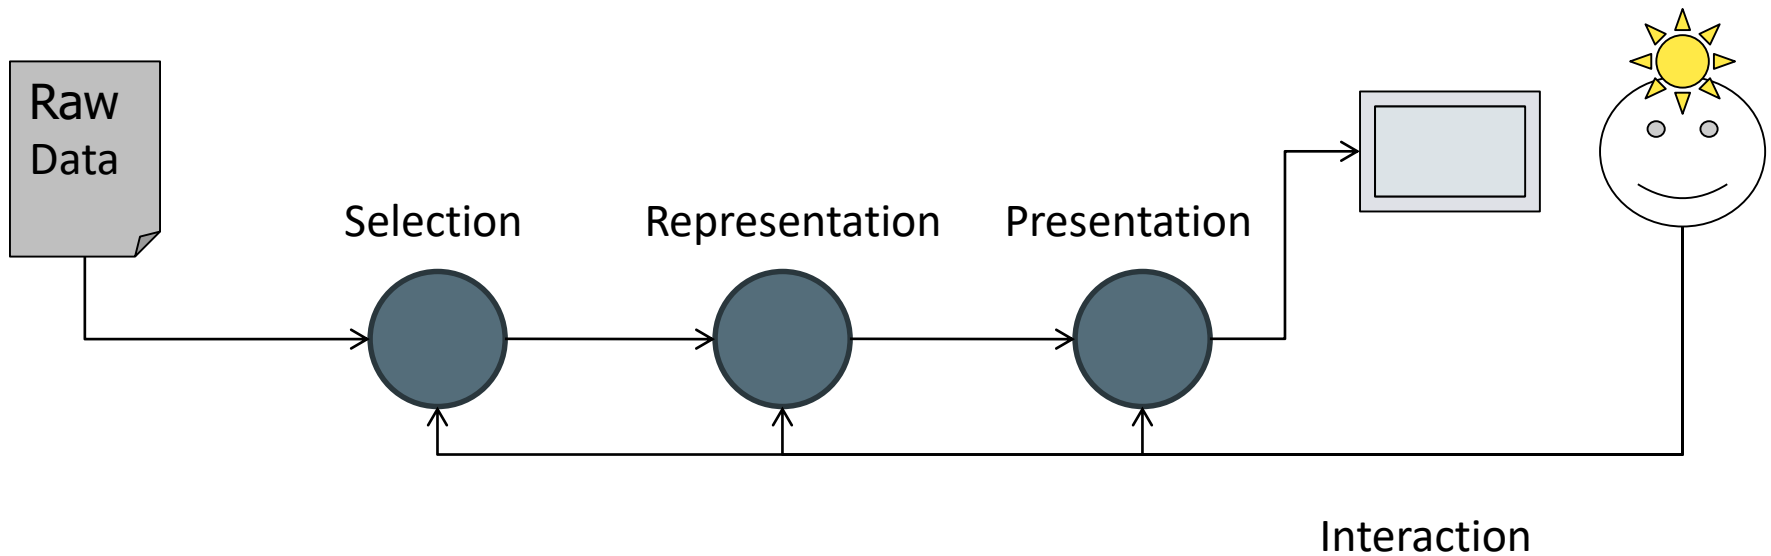 Raw
Data
Selection
Representation
Presentation
Interaction